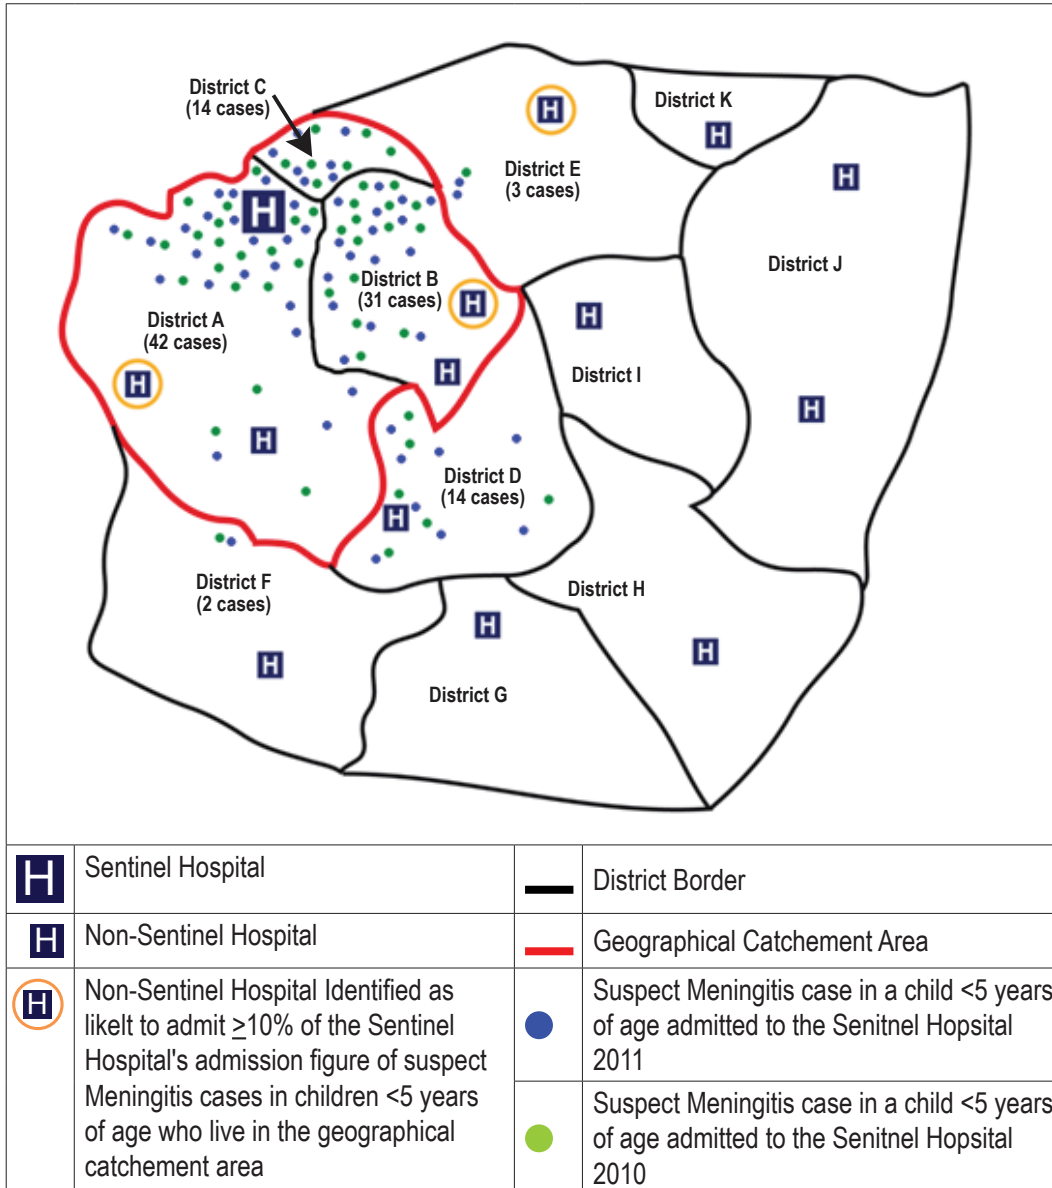 District C
(14 cases)
District K
H
H
District E
(3 cases)
H
H
District J
District B
(31 cases)
H
District A
(42 cases)
H
H
District I
H
H
H
H
District D
(14 cases)
H
District F
(2 cases)
District H
H
H
H
District G
H
Sentinel Hospital
District Border
H
Non-Sentinel Hospital
Geographical Catchement Area
H
Non-Sentinel Hospital Identified as
likelt to admit ≥10% of the Sentinel
Hospital's admission figure of suspect
Meningitis cases in children <5 years
of age who live in the geographical
catchement area
Suspect Meningitis case in a child <5 years
of age admitted to the Senitnel Hopsital
2011
Suspect Meningitis case in a child <5 years
of age admitted to the Senitnel Hopsital
2010